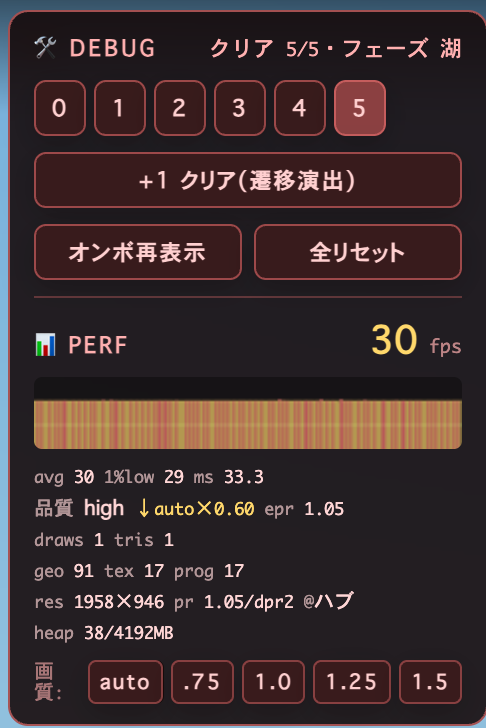 🛠 DEBUG クリア 5/5・フェーズ 湖
0 1 2 3 4 5
+1 クリア(遷移演出)
オンボ再表示 全リセット
📊 PERF 30 fps
avg 30 1%low 29 ms 33.3
品質 high ↓auto×0.60 epr 1.05
draws 1 tris 1
geo 91 tex 17 prog 17
res 1958×946 pr 1.05/dpr2 @ハブ
heap 38/4192MB
画質: auto .75 1.0 1.25 1.5